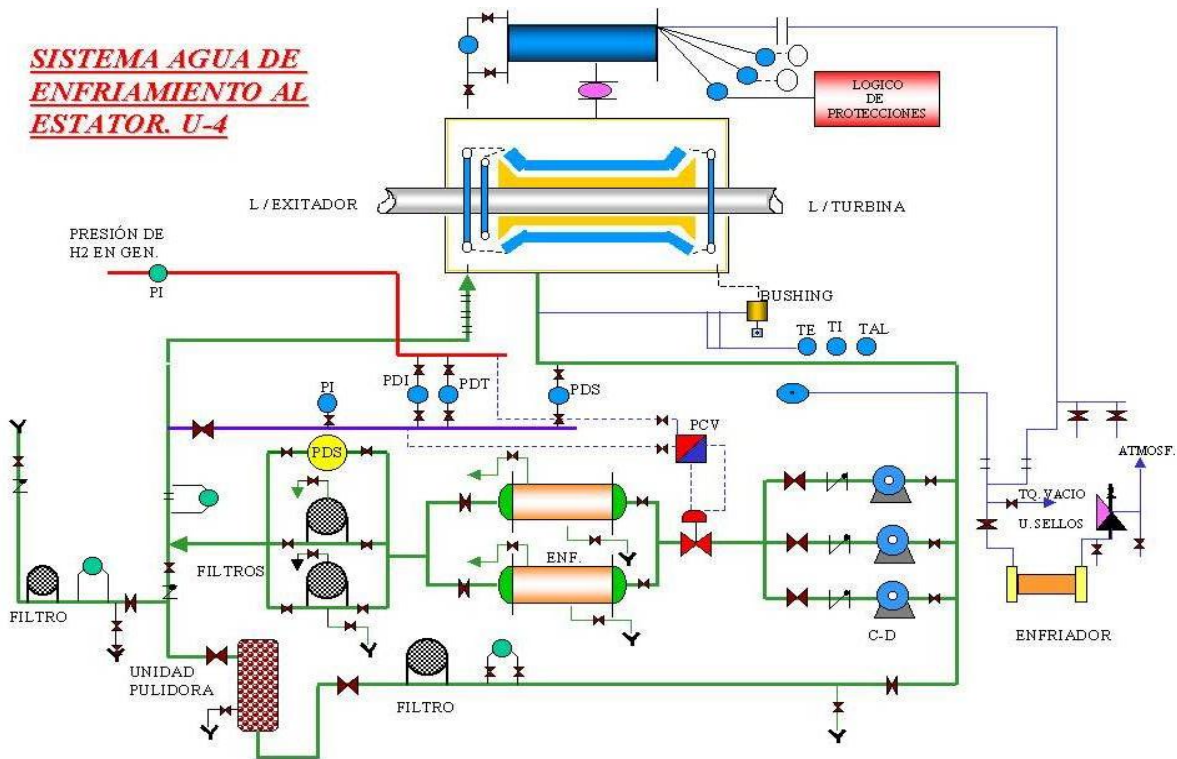 SISTEMA AGUA DE
ENFRIAMIENTO AL
ESTATOR. U-4
LOGICO
DE
PROTECCIONES
L / EXITADOR
L / TURBINA
PRESIÓN DE
H2 EN GEN.
PI
BUSHING
TE
TI
TAL
PI
PDI
PDT
PDS
PCV
PDS
ATMOSF.
TQ. VACIO
U. SELLOS
FILTROS
ENF.
FILTRO
C-D
ENFRIADOR
UNIDAD
PULIDORA
FILTRO